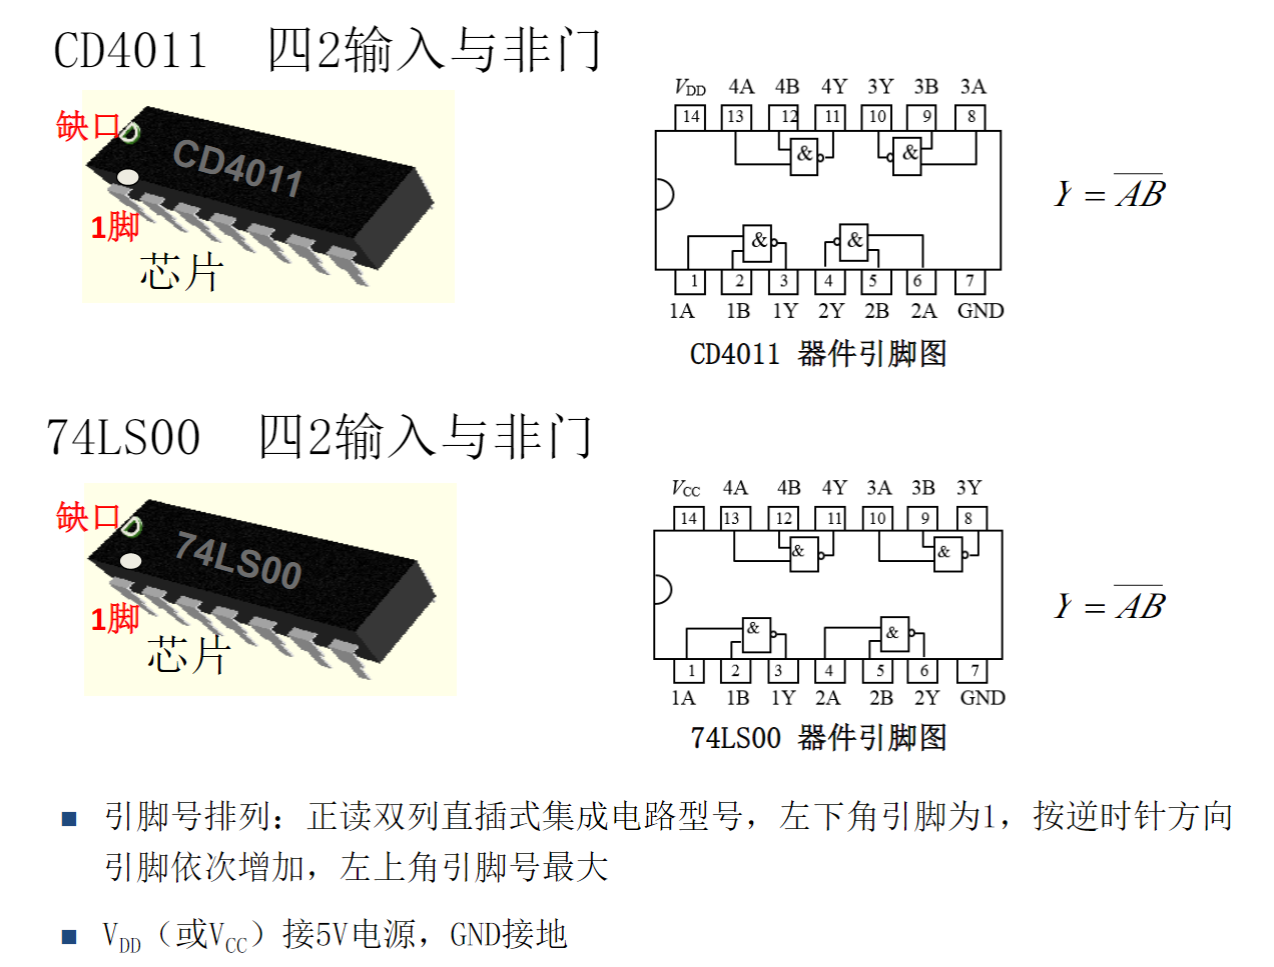 CD4011 四2输入与非门
缺口
CD4011
1脚
芯片
VDD 4A 4B 4Y 3Y 3B 3A
14 13 12 11 10 9 8
& &
& &
1 2 3 4 5 6 7
1A 1B 1Y 2Y 2B 2A GND
CD4011 器件引脚图
Y = \overline{AB}
74LS00 四2输入与非门
缺口
74LS00
1脚
芯片
VCC 4A 4B 4Y 3A 3B 3Y
14 13 12 11 10 9 8
& &
& &
1 2 3 4 5 6 7
1A 1B 1Y 2A 2B 2Y GND
74LS00 器件引脚图
Y = \overline{AB}
■ 引脚号排列：正读双列直插式集成电路型号，左下角引脚为1，按逆时针方向
引脚依次增加，左上角引脚号最大
■ VDD（或VCC）接5V电源，GND接地